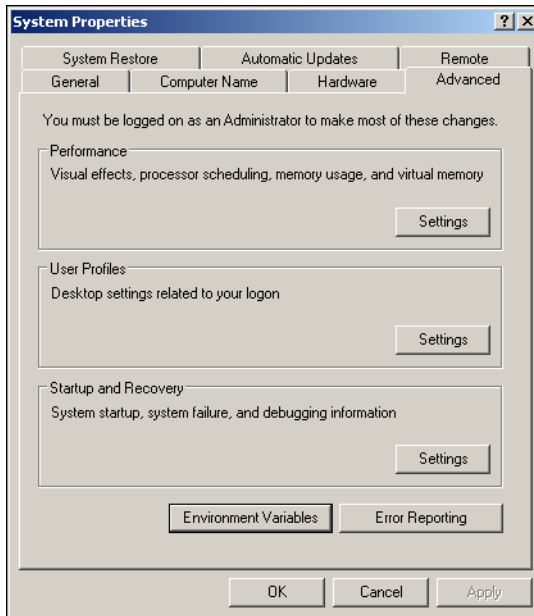 System Properties
System Restore Automatic Updates Remote
General Computer Name Hardware Advanced
You must be logged on as an Administrator to make most of these changes.
Performance
Visual effects, processor scheduling, memory usage, and virtual memory
Settings
User Profiles
Desktop settings related to your logon
Settings
Startup and Recovery
System startup, system failure, and debugging information
Settings
Environment Variables Error Reporting
OK Cancel Apply